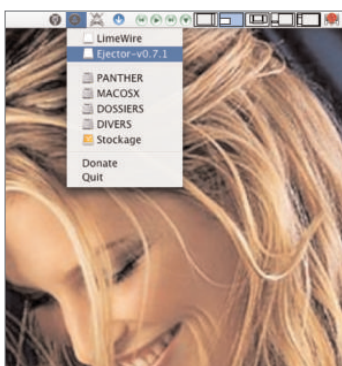 LimeWire
Ejector-v0.7.1
PANTHER
MACOSX
DOSSIERS
DIVERS
Stockage
Donate
Quit